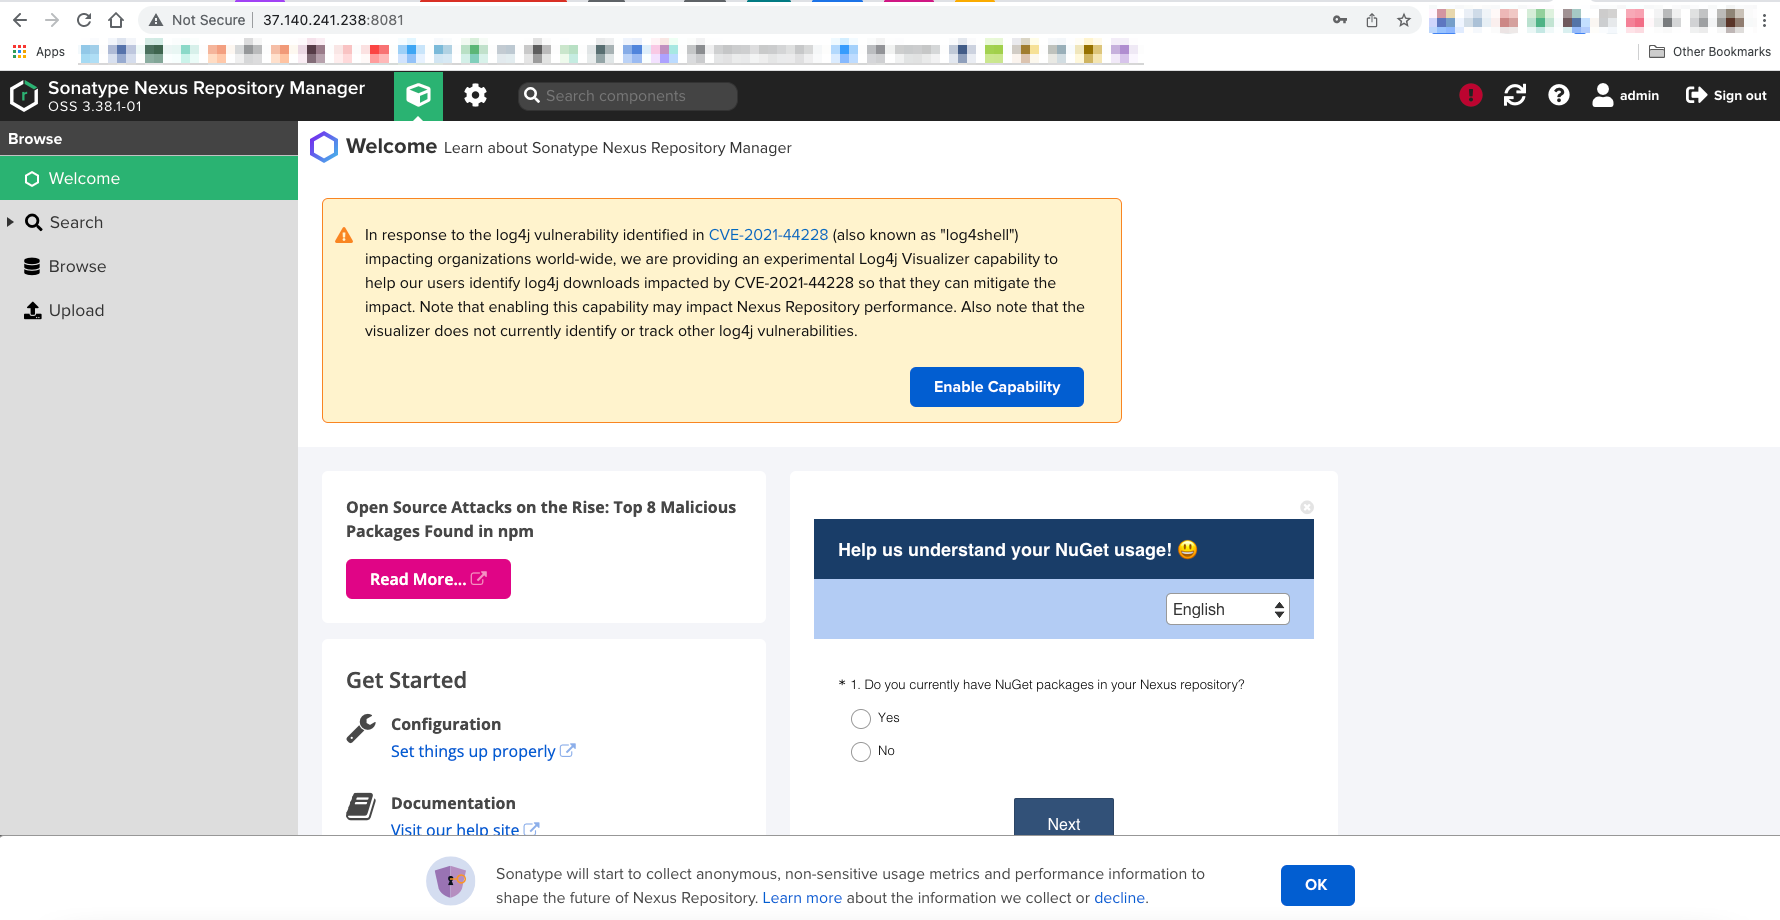 Not Secure
37.140.241.238:8081
Apps
Other Bookmarks
Sonatype Nexus Repository Manager
OSS 3.38.1-01
Search components
admin
Sign out
Browse
Welcome
Search
Browse
Upload
Welcome Learn about Sonatype Nexus Repository Manager
In response to the log4j vulnerability identified in CVE-2021-44228 (also known as "log4shell")
impacting organizations world-wide, we are providing an experimental Log4j Visualizer capability to
help our users identify log4j downloads impacted by CVE-2021-44228 so that they can mitigate the
impact. Note that enabling this capability may impact Nexus Repository performance. Also note that the
visualizer does not currently identify or track other log4j vulnerabilities.
Enable Capability
Open Source Attacks on the Rise: Top 8 Malicious
Packages Found in npm
Read More...
Get Started
Configuration
Set things up properly
Documentation
Visit our help site
Help us understand your NuGet usage! 😃
English
* 1. Do you currently have NuGet packages in your Nexus repository?
Yes
No
Next
Sonatype will start to collect anonymous, non-sensitive usage metrics and performance information to
shape the future of Nexus Repository. Learn more about the information we collect or decline.
OK